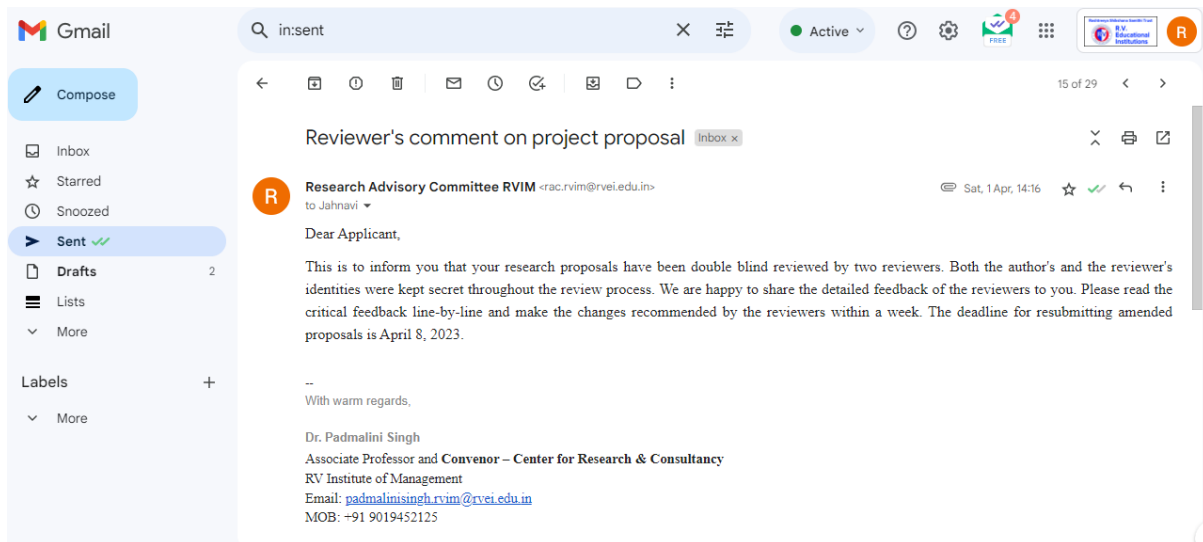 Gmail
in:sent
Active
4
FREE
R.V.
Educational
Institutions
R
Compose
15 of 29
Reviewer's comment on project proposal Inbox ×
Inbox
Starred
Snoozed
Sent
Drafts 2
Lists
More
Labels +
More
R
Research Advisory Committee RVIM <rac.rvim@rvei.edu.in>
Sat, 1 Apr, 14:16
to Jahnavi
Dear Applicant,
This is to inform you that your research proposals have been double blind reviewed by two reviewers. Both the author's and the reviewer's
identities were kept secret throughout the review process. We are happy to share the detailed feedback of the reviewers to you. Please read the
critical feedback line-by-line and make the changes recommended by the reviewers within a week. The deadline for resubmitting amended
proposals is April 8, 2023.
--
With warm regards,
Dr. Padmalini Singh
Associate Professor and Convenor – Center for Research & Consultancy
RV Institute of Management
Email: padmalinisingh.rvim@rvei.edu.in
MOB: +91 9019452125